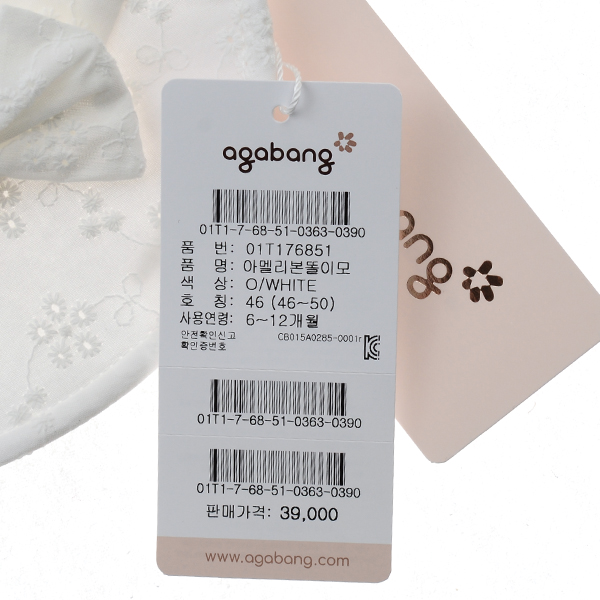 agabang
01T1-7-68-51-0363-0390
품 번: 01T176851
품 명: 아멜리본똘이모
색 상: O/WHITE
호 칭: 46 (46~50)
사용연령: 6~12개월
안전확인신고
확인증번호 CB015A0285-0001r
01T1-7-68-51-0363-0390
01T1-7-68-51-0363-0390
판매가격: 39,000
www.agabang.com
ang